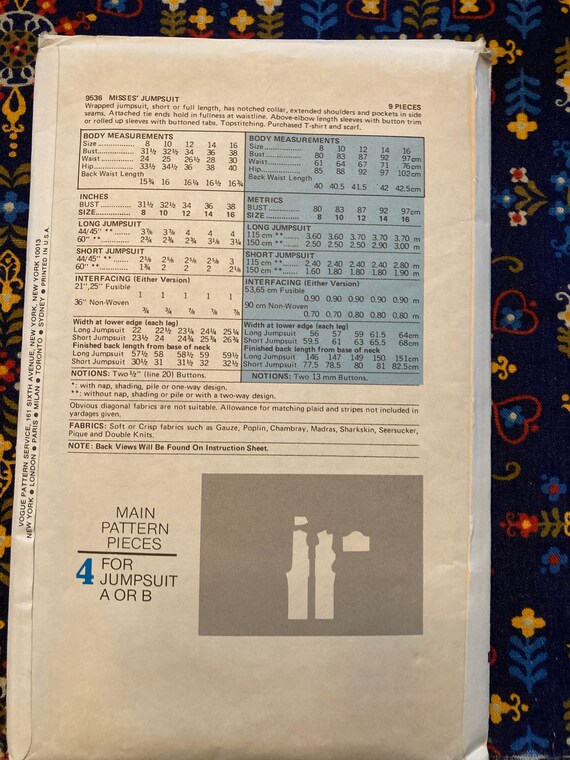 9536 MISSES' JUMPSUIT 9 PIECES
Wrapped jumpsuit, short or full length, has notched collar, extended shoulders and pockets in side
seams. Attached tie ends hold in fullness at waistline. Above-elbow length sleeves with button trim
or rolled up sleeves with buttoned tabs. Topstitching. Purchased T-shirt and scarf.
BODY MEASUREMENTS
Size 8 10 12 14 16
Bust 31½ 32½ 34 36 38
Waist 24 25 26½ 28 30
Hip 33½ 34½ 36 38 40
Back Waist Length
15¾ 16 16¼ 16½ 16¾
INCHES
BUST 31½ 32½ 34 36 38
SIZE 8 10 12 14 16
LONG JUMPSUIT
44/45" ** 3⅞ 3⅞ 4 4 4
60" ** 2¾ 2¾ 2¾ 3⅛ 3¼
SHORT JUMPSUIT
44/45" ** 2⅝ 2⅝ 2⅝ 2⅝ 3
60" ** 1¾ 2 2 2 2⅛
INTERFACING (Either Version)
21",25" Fusible
1 1 1 1 1
36" Non-Woven
¾ ¾ ⅞ ⅞ ⅞
Width at lower edge (each leg)
Long Jumpsuit 22 22½ 23¼ 24¼ 25¼
Short Jumpsuit 23½ 24 24¾ 25¾ 26¾
Finished back length from base of neck
Long Jumpsuit 57½ 58 58½ 59 59½
Short Jumpsuit 30½ 31 31½ 32 32½
NOTIONS: Two ½" (line 20) Buttons.
BODY MEASUREMENTS
Size 8 10 12 14 16
Bust 80 83 87 92 97cm
Waist 61 64 67 71 76cm
Hip 85 88 92 97 102cm
Back Waist Length
40 40.5 41.5 42 42.5cm
METRICS
BUST 80 83 87 92 97cm
SIZE 8 10 12 14 16
LONG JUMPSUIT
115 cm ** 3.60 3.60 3.70 3.70 3.70 m
150 cm ** 2.50 2.50 2.50 2.90 3.00 m
SHORT JUMPSUIT
115 cm ** 2.40 2.40 2.40 2.40 2.80 m
150 cm ** 1.60 1.80 1.80 1.80 1.90 m
INTERFACING (Either Version)
53,65 cm Fusible
0.90 0.90 0.90 0.90 0.90 m
90 cm Non-Woven
0.70 0.70 0.80 0.80 0.80 m
Width at lower edge (each leg)
Long Jumpsuit 56 57 59 61.5 64cm
Short Jumpsuit 59.5 61 63 65.5 68cm
Finished back length from base of neck
Long Jumpsuit 146 147 149 150 151cm
Short Jumpsuit 77.5 78.5 80 81 82.5cm
NOTIONS: Two 13 mm Buttons.
*: with nap, shading, pile or one-way design.
**: without nap, shading or pile or with a two-way design.
Obvious diagonal fabrics are not suitable. Allowance for matching plaid and stripes not included in
yardages given.
FABRICS: Soft or Crisp fabrics such as Gauze, Poplin, Chambray, Madras, Sharkskin, Seersucker,
Pique and Double Knits.
NOTE: Back Views Will Be Found On Instruction Sheet.
MAIN
PATTERN
PIECES
4 FOR
JUMPSUIT
A OR B
VOGUE PATTERN SERVICE, 161 SIXTH AVENUE, NEW YORK, NEW YORK 10013
NEW YORK ● LONDON ● PARIS ● MILAN ● TORONTO ● SYDNEY ● PRINTED IN U.S.A.